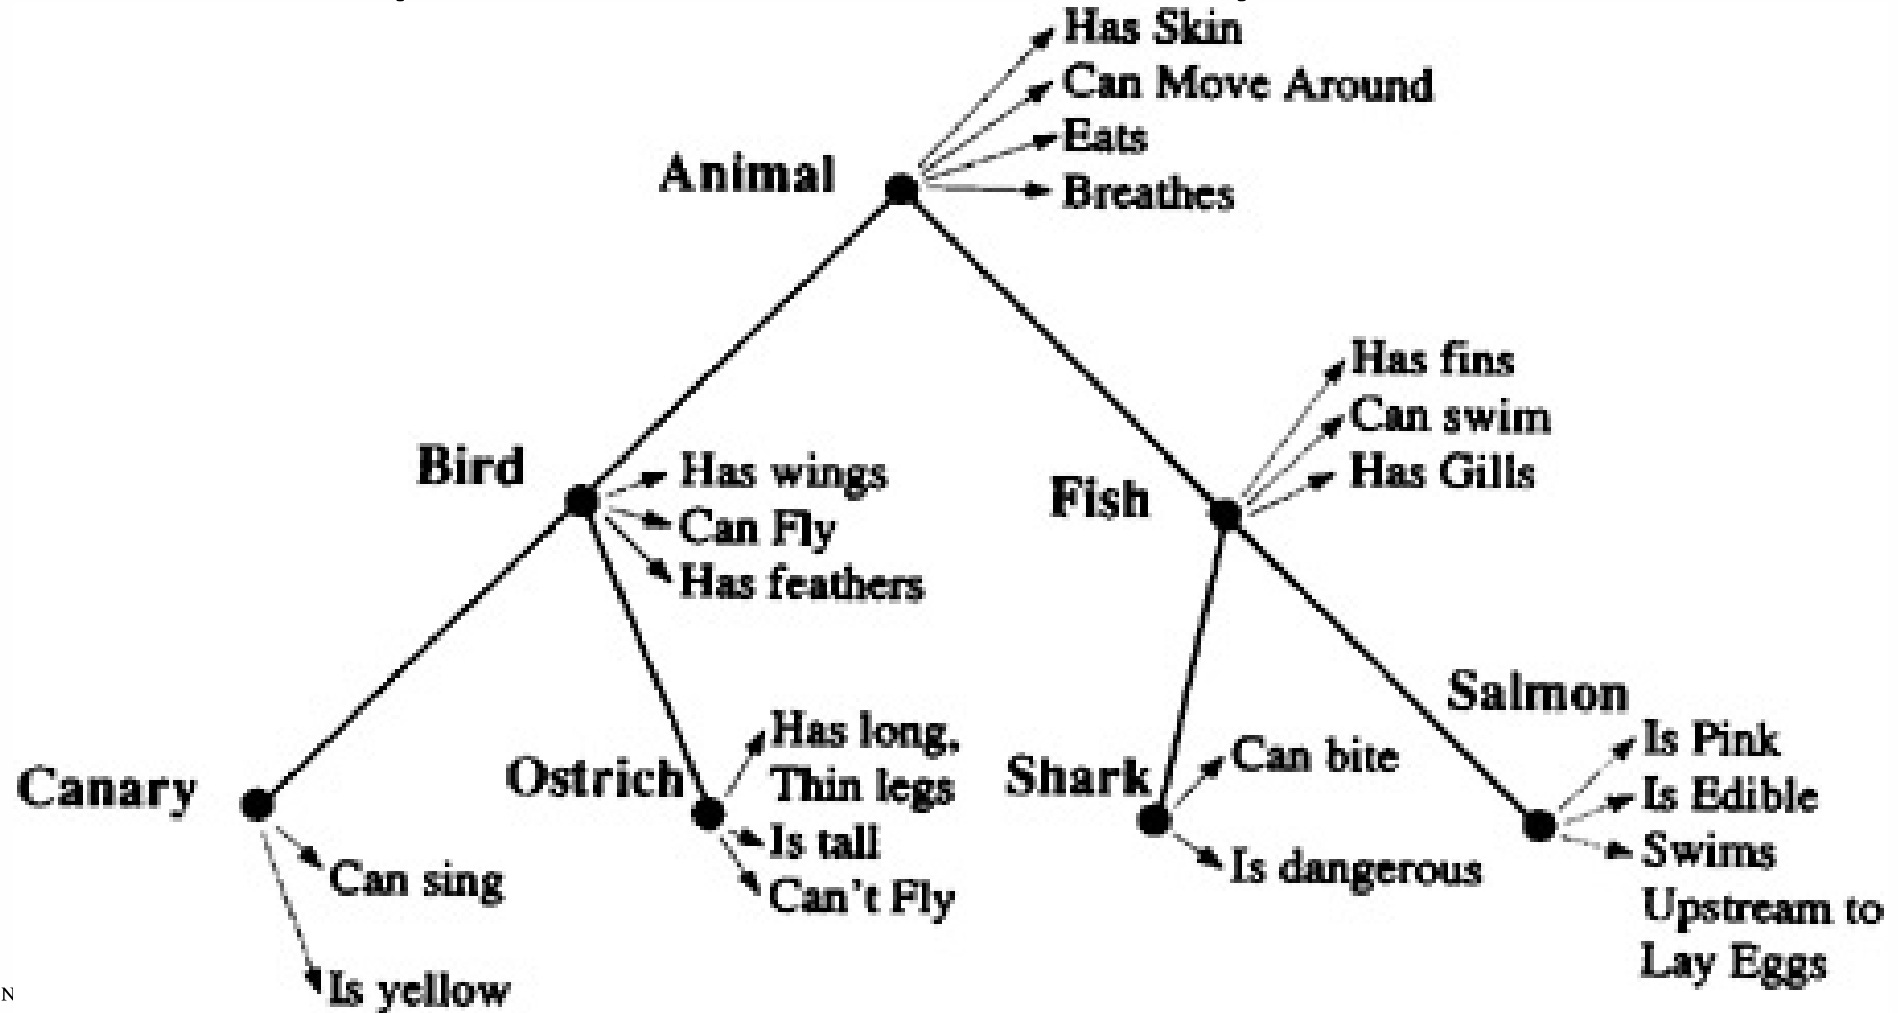 Has Skin
Can Move Around
Eats
Animal
Breathes
Has fins
Can swim
Bird
Has wings
Has Gills
Fish
Can Fly
Has feathers
Salmon
Has long,
Is Pink
Canary
Ostrich
Thin legs
Shark
Can bite
Is Edible
Is tall
Swims
Can sing
Can't Fly
Is dangerous
Upstream to
Lay Eggs
Is yellow
N